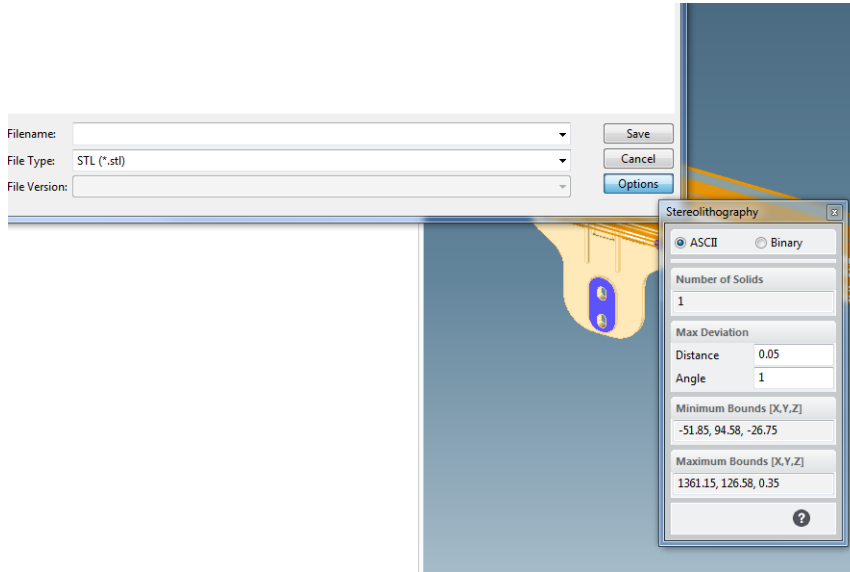 Filename:
Save
File Type: STL (*.stl)
Cancel
File Version:
Options
Stereolithography
ASCII Binary
Number of Solids
1
Max Deviation
Distance 0.05
Angle 1
Minimum Bounds [X,Y,Z]
-51.85, 94.58, -26.75
Maximum Bounds [X,Y,Z]
1361.15, 126.58, 0.35
?